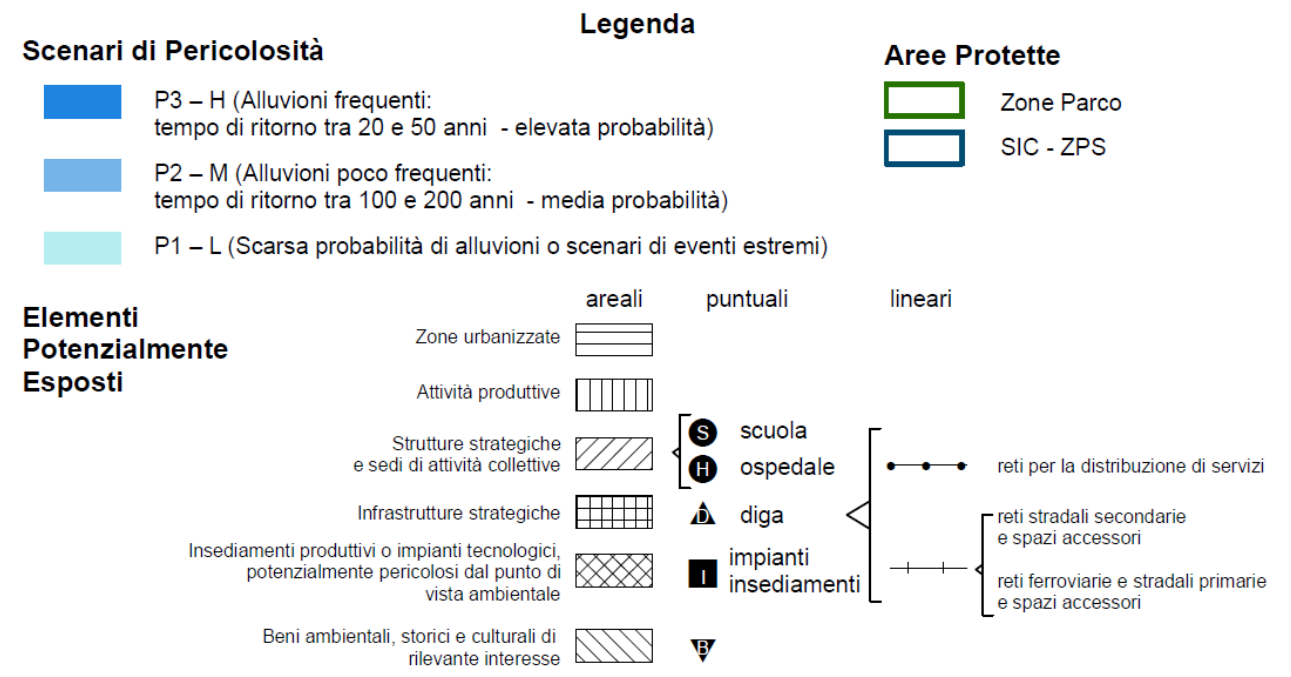 Legenda
Scenari di Pericolosità
P3 – H (Alluvioni frequenti:
tempo di ritorno tra 20 e 50 anni - elevata probabilità)
P2 – M (Alluvioni poco frequenti:
tempo di ritorno tra 100 e 200 anni - media probabilità)
P1 – L (Scarsa probabilità di alluvioni o scenari di eventi estremi)
Aree Protette
Zone Parco
SIC - ZPS
Elementi
Potenzialmente
Esposti
areali puntuali lineari
Zone urbanizzate
Attività produttive
Strutture strategiche
e sedi di attività collettive
Infrastrutture strategiche
Insediamenti produttivi o impianti tecnologici,
potenzialmente pericolosi dal punto di
vista ambientale
Beni ambientali, storici e culturali di
rilevante interesse
S scuola
H ospedale
D diga
I impianti
insediamenti
B
reti per la distribuzione di servizi
reti stradali secondarie
e spazi accessori
reti ferroviarie e stradali primarie
e spazi accessori